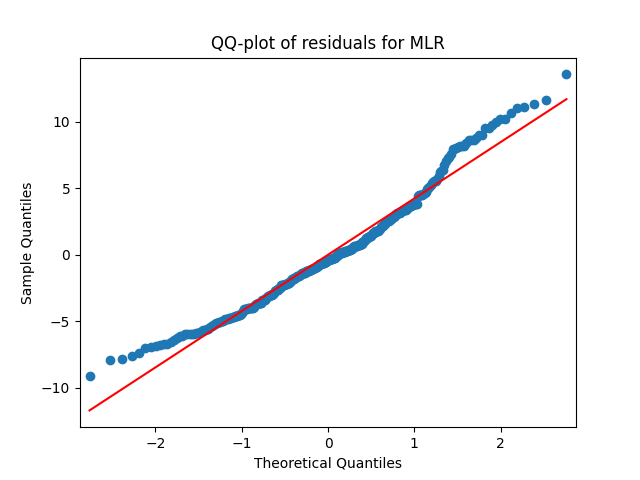 QQ-plot of residuals for MLR
10
5
0
−5
−10
Sample Quantiles
−2 −1 0 1 2
Theoretical Quantiles